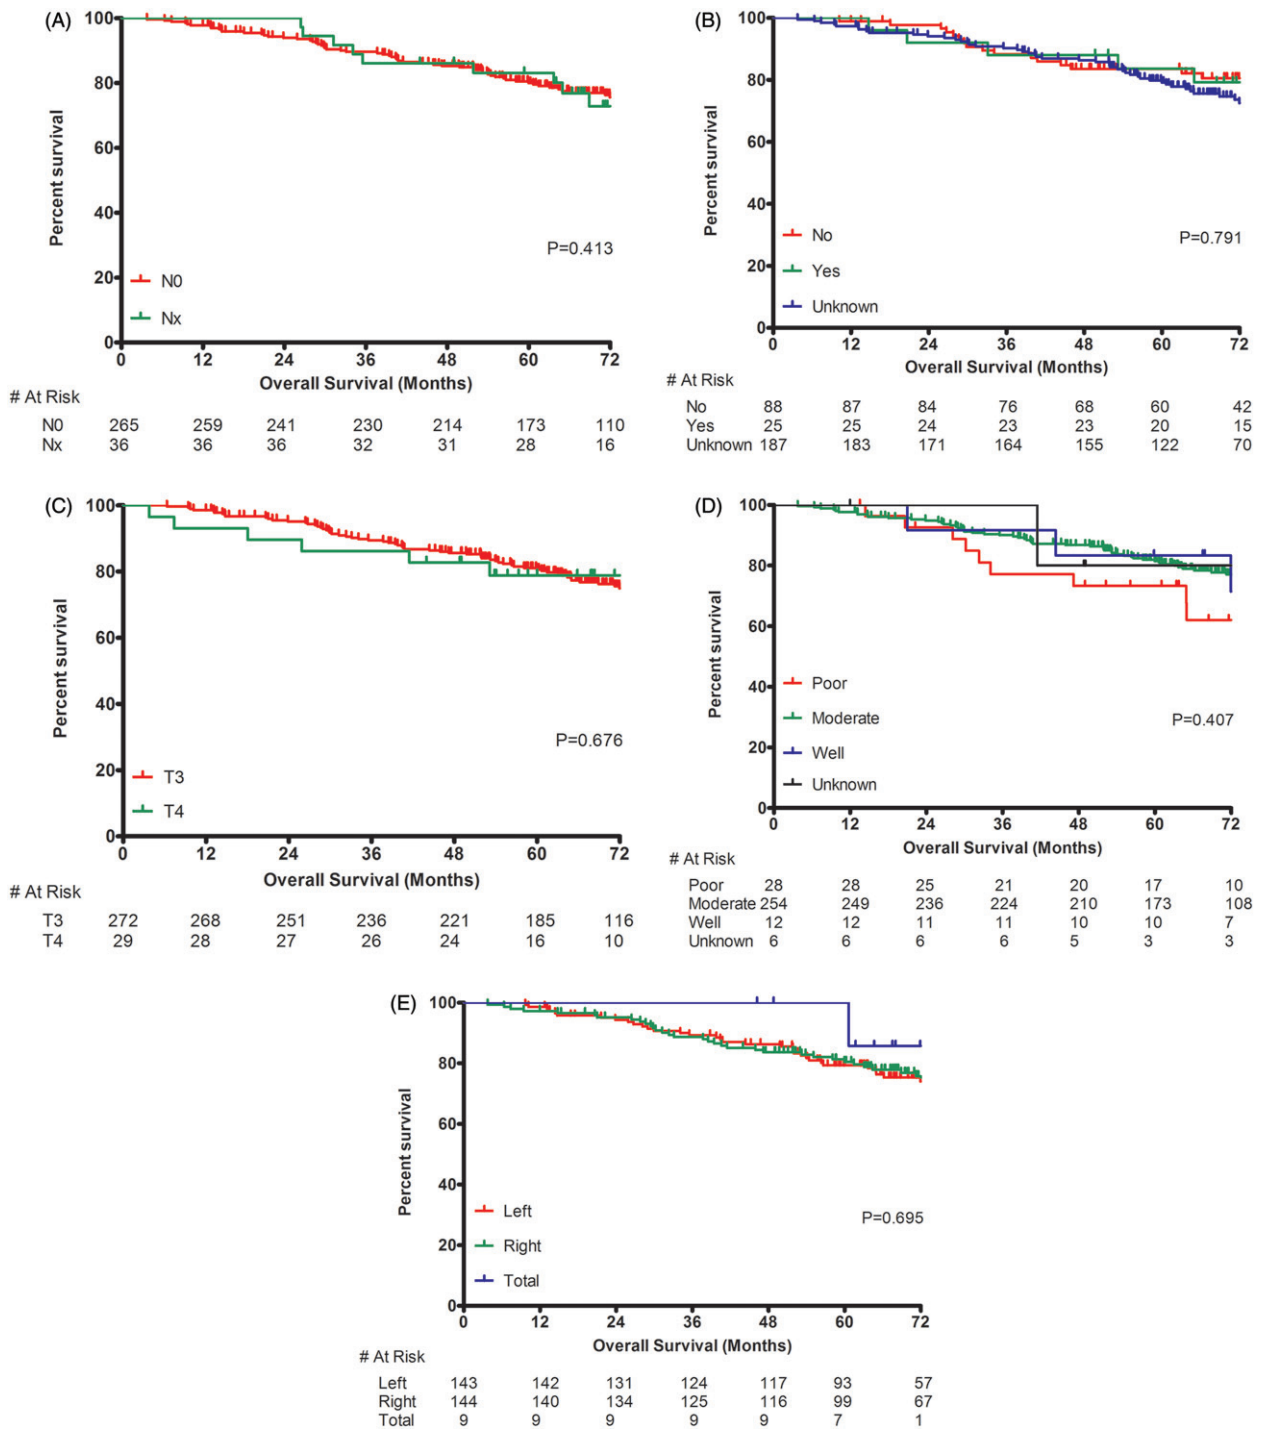 (A)
100
80
60
40
20
0
Percent survival
P=0.413
N0
Nx
0 12 24 36 48 60 72
Overall Survival (Months)
# At Risk
N0 265 259 241 230 214 173 110
Nx 36 36 36 32 31 28 16
(B)
100
80
60
40
20
0
Percent survival
No
Yes
Unknown
P=0.791
0 12 24 36 48 60 72
Overall Survival (Months)
# At Risk
No 88 87 84 76 68 60 42
Yes 25 25 24 23 23 20 15
Unknown 187 183 171 164 155 122 70
(C)
100
80
60
40
20
0
Percent survival
P=0.676
T3
T4
0 12 24 36 48 60 72
Overall Survival (Months)
# At Risk
T3 272 268 251 236 221 185 116
T4 29 28 27 26 24 16 10
(D)
100
80
60
40
20
0
Percent survival
Poor
Moderate
Well
Unknown
P=0.407
0 12 24 36 48 60 72
Overall Survival (Months)
# At Risk
Poor 28 28 25 21 20 17 10
Moderate 254 249 236 224 210 173 108
Well 12 12 11 11 10 10 7
Unknown 6 6 6 6 5 3 3
(E)
100
80
60
40
20
0
Percent survival
Left
Right
Total
P=0.695
0 12 24 36 48 60 72
Overall Survival (Months)
# At Risk
Left 143 142 131 124 117 93 57
Right 144 140 134 125 116 99 67
Total 9 9 9 9 9 7 1